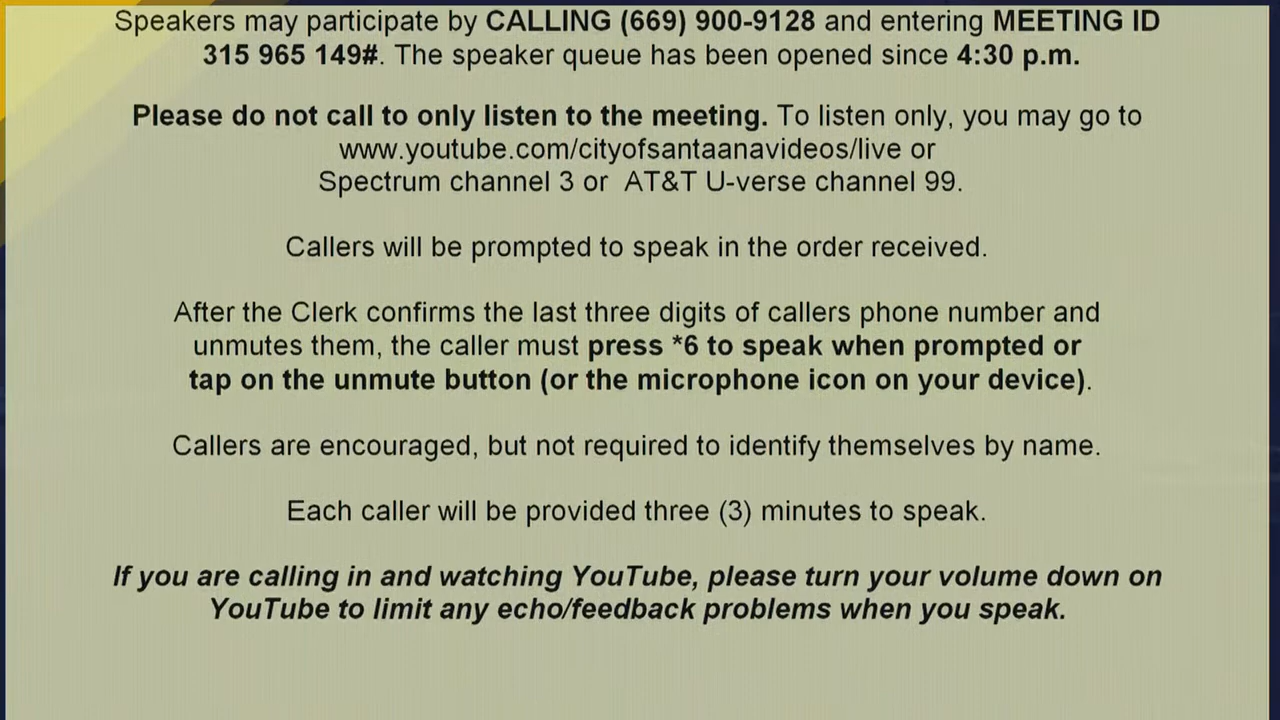 Speakers may participate by CALLING (669) 900-9128 and entering MEETING ID
315 965 149#. The speaker queue has been opened since 4:30 p.m.
Please do not call to only listen to the meeting. To listen only, you may go to
www.youtube.com/cityofsantaanavideos/live or
Spectrum channel 3 or AT&T U-verse channel 99.
Callers will be prompted to speak in the order received.
After the Clerk confirms the last three digits of callers phone number and
unmutes them, the caller must press *6 to speak when prompted or
tap on the unmute button (or the microphone icon on your device).
Callers are encouraged, but not required to identify themselves by name.
Each caller will be provided three (3) minutes to speak.
If you are calling in and watching YouTube, please turn your volume down on
YouTube to limit any echo/feedback problems when you speak.